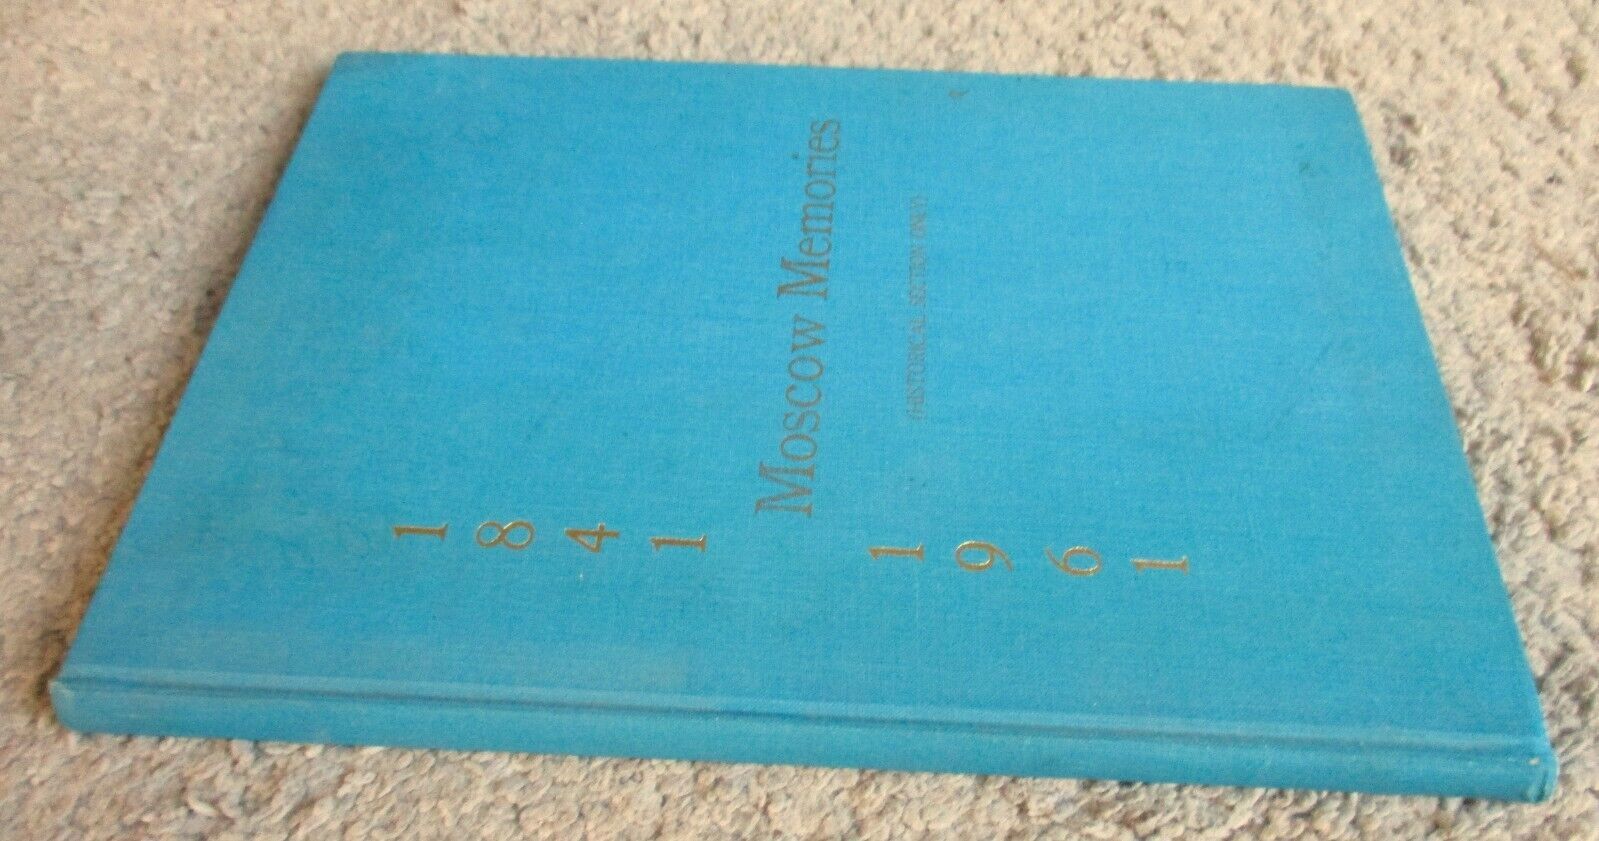 1841
Moscow Memories
(HISTORICAL SECTION ONLY)
1961